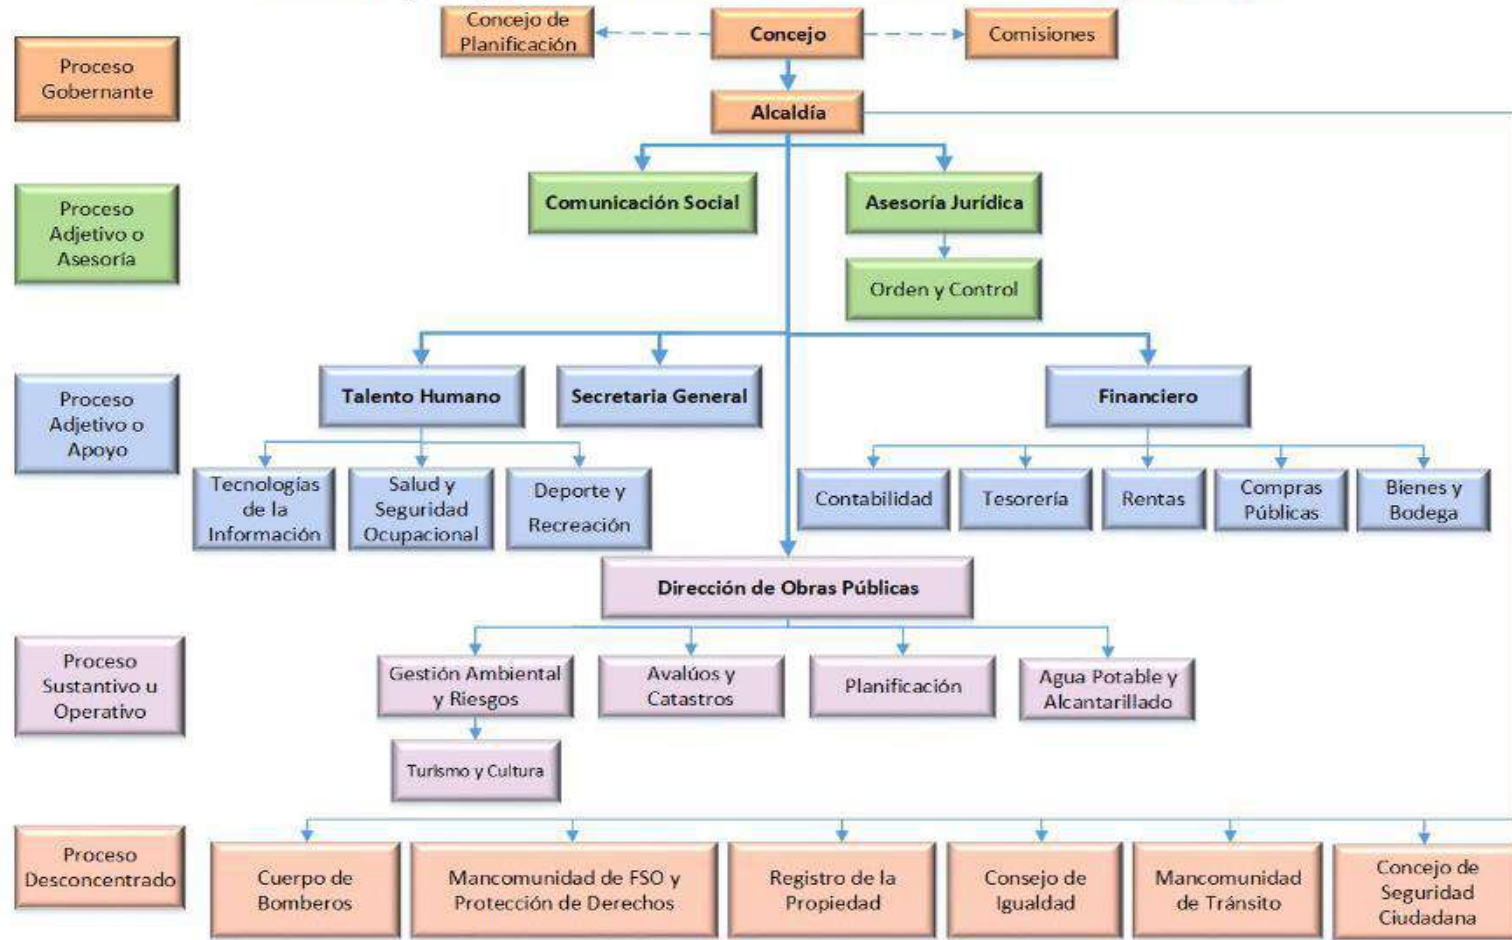 Concejo de
Planificación
Concejo
Comisiones
Proceso
Gobernante
Alcaldía
Proceso
Adjetivo o
Asesoría
Comunicación Social
Asesoría Jurídica
Orden y Control
Proceso
Adjetivo o
Apoyo
Talento Humano
Secretaria General
Financiero
Tecnologías
de la
Información
Salud y
Seguridad
Ocupacional
Deporte y
Recreación
Contabilidad
Tesorería
Rentas
Compras
Públicas
Bienes y
Bodega
Dirección de Obras Públicas
Proceso
Sustantivo u
Operativo
Gestión Ambiental
y Riesgos
Avalúos y
Catastros
Planificación
Agua Potable y
Alcantarillado
Turismo y Cultura
Proceso
Desconcentrado
Cuerpo de
Bomberos
Mancomunidad de FSO y
Protección de Derechos
Registro de la
Propiedad
Consejo de
Igualdad
Mancomunidad
de Tránsito
Concejo de
Seguridad
Ciudadana